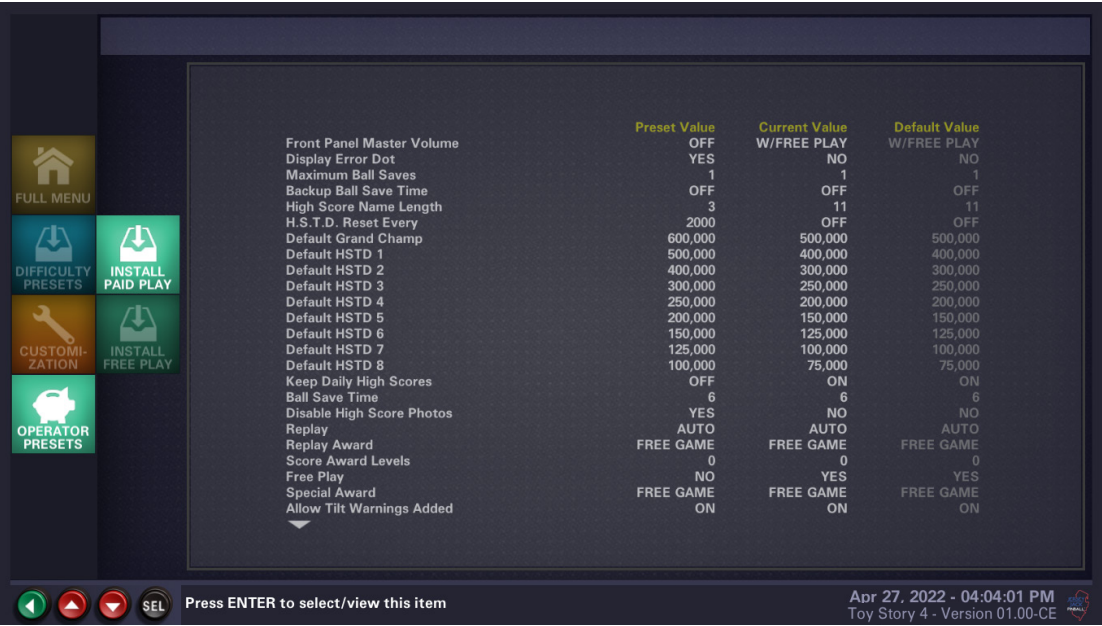 Preset Value Current Value Default Value
Front Panel Master Volume OFF W/FREE PLAY W/FREE PLAY
Display Error Dot YES NO NO
Maximum Ball Saves 1 1 1
Backup Ball Save Time OFF OFF OFF
High Score Name Length 3 11 11
H.S.T.D. Reset Every 2000 OFF OFF
Default Grand Champ 600,000 500,000 500,000
Default HSTD 1 500,000 400,000 400,000
Default HSTD 2 400,000 300,000 300,000
Default HSTD 3 300,000 250,000 250,000
Default HSTD 4 250,000 200,000 200,000
Default HSTD 5 200,000 150,000 150,000
Default HSTD 6 150,000 125,000 125,000
Default HSTD 7 125,000 100,000 100,000
Default HSTD 8 100,000 75,000 75,000
Keep Daily High Scores OFF ON ON
Ball Save Time 6 6 6
Disable High Score Photos YES NO NO
Replay AUTO AUTO AUTO
Replay Award FREE GAME FREE GAME FREE GAME
Score Award Levels 0 0 0
Free Play NO YES YES
Special Award FREE GAME FREE GAME FREE GAME
Allow Tilt Warnings Added ON ON ON
FULL MENU
DIFFICULTY
PRESETS
INSTALL
PAID PLAY
CUSTOMI-
ZATION
INSTALL
FREE PLAY
OPERATOR
PRESETS
SEL
Press ENTER to select/view this item
Apr 27, 2022 - 04:04:01 PM
Toy Story 4 - Version 01.00-CE